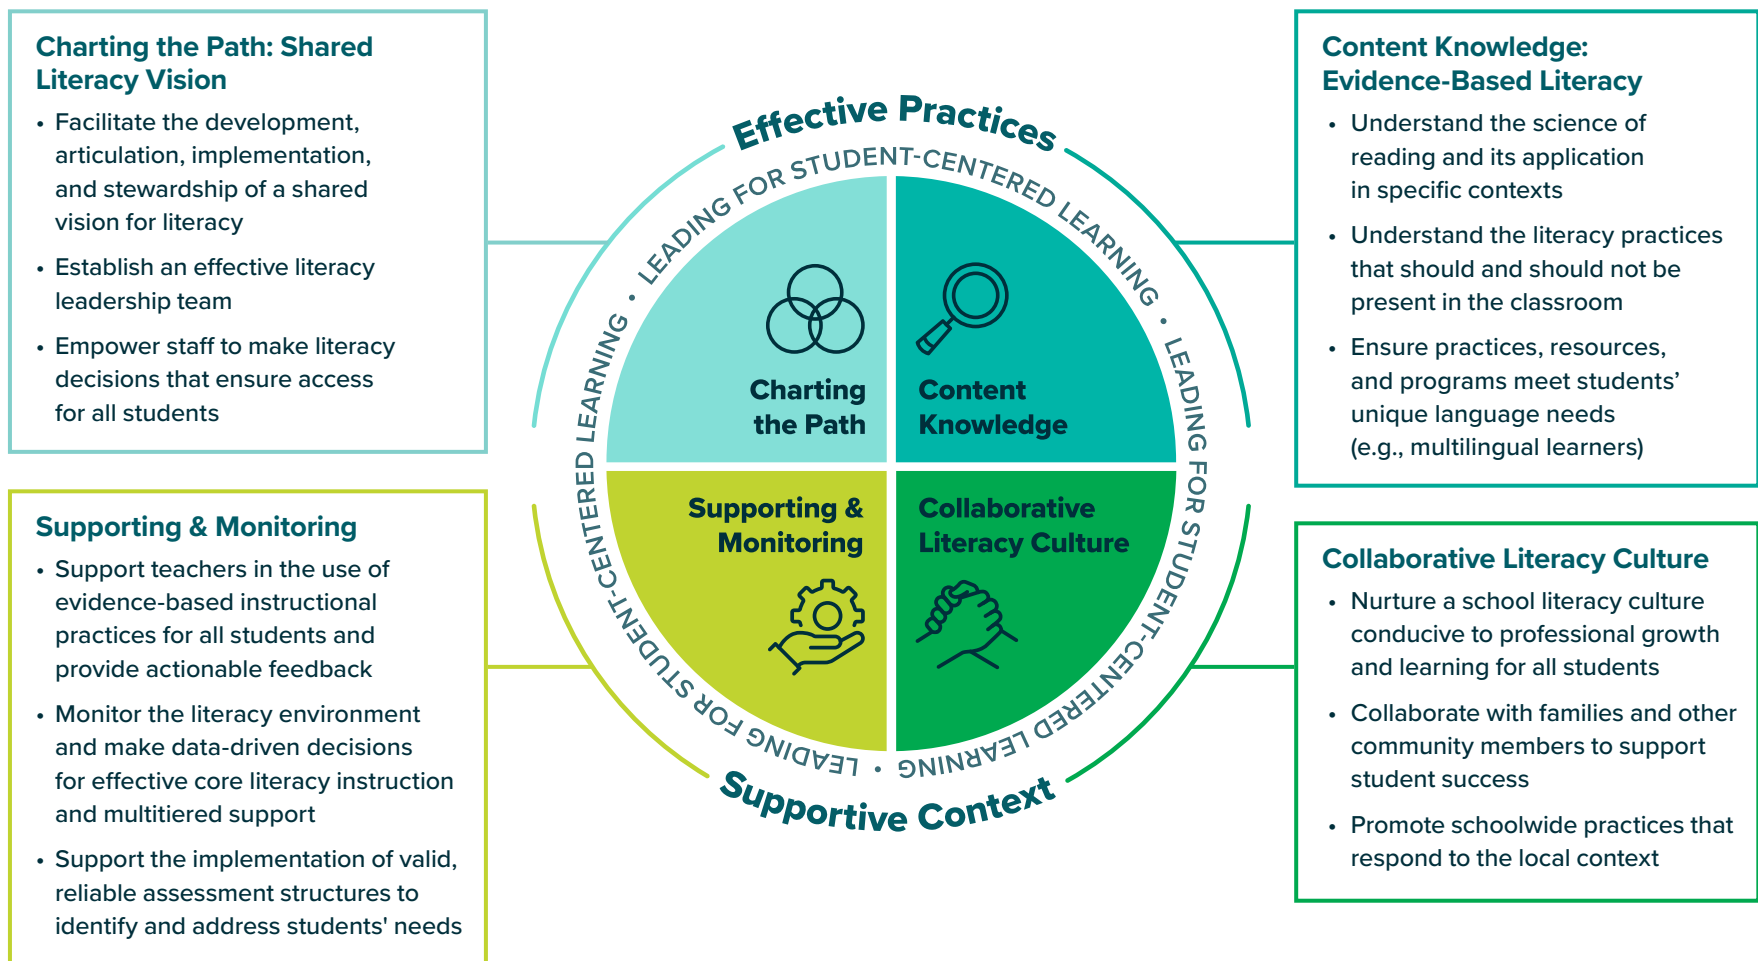 Charting the Path: Shared
Literacy Vision
• Facilitate the development,
articulation, implementation,
and stewardship of a shared
vision for literacy
• Establish an effective literacy
leadership team
• Empower staff to make literacy
decisions that ensure access
for all students
Supporting & Monitoring
• Support teachers in the use of
evidence-based instructional
practices for all students and
provide actionable feedback
• Monitor the literacy environment
and make data-driven decisions
for effective core literacy instruction
and multitiered support
• Support the implementation of valid,
reliable assessment structures to
identify and address students' needs
Effective Practices
LEADING FOR STUDENT-CENTERED LEARNING • LEADING FOR STUDENT-CENTERED LEARNING • LEADING FOR STUDENT-CENTERED LEARNING •
Charting
the Path
Content
Knowledge
Supporting &
Monitoring
Collaborative
Literacy Culture
Supportive Context
Content Knowledge:
Evidence-Based Literacy
• Understand the science of
reading and its application
in specific contexts
• Understand the literacy practices
that should and should not be
present in the classroom
• Ensure practices, resources,
and programs meet students’
unique language needs
(e.g., multilingual learners)
Collaborative Literacy Culture
• Nurture a school literacy culture
conducive to professional growth
and learning for all students
• Collaborate with families and other
community members to support
student success
• Promote schoolwide practices that
respond to the local context